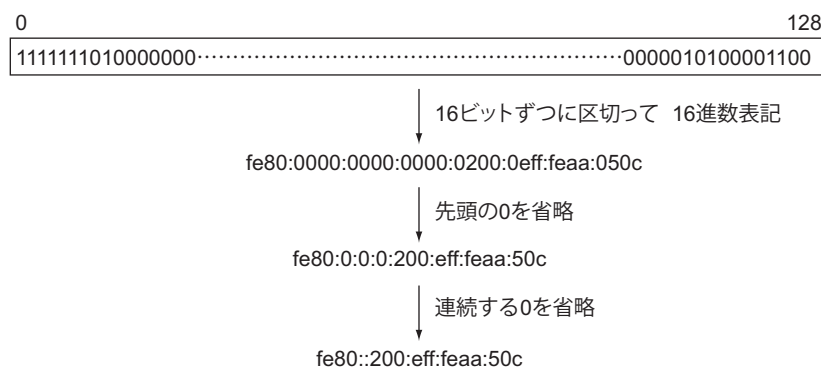 0 128
1111111010000000……………………………………………………0000010100001100
16ビットずつに区切って 16進数表記
fe80:0000:0000:0000:0200:0eff:feaa:050c
先頭の0を省略
fe80:0:0:0:200:eff:feaa:50c
連続する0を省略
fe80::200:eff:feaa:50c